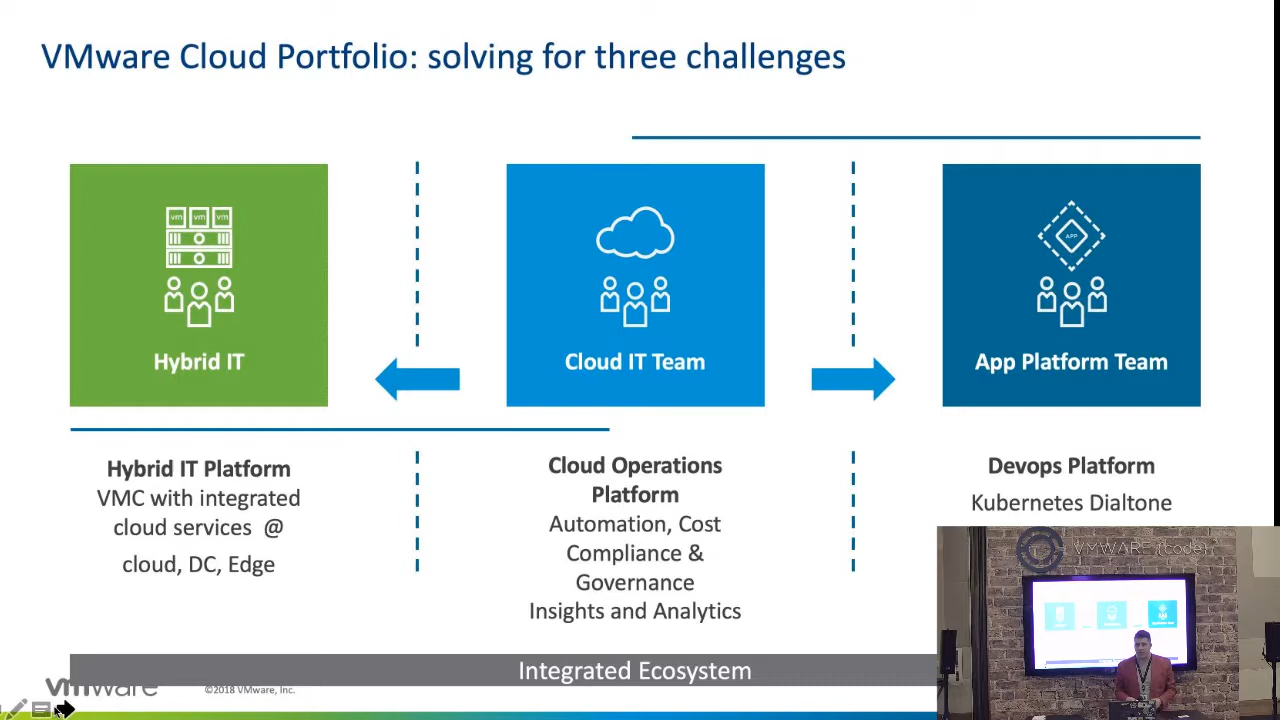 VMware Cloud Portfolio: solving for three challenges
vm vm vm
Hybrid IT
Cloud IT Team
APP
App Platform Team
Hybrid IT Platform
VMC with integrated
cloud services @
cloud, DC, Edge
Cloud Operations
Platform
Automation, Cost
Compliance &
Governance
Insights and Analytics
Devops Platform
Kubernetes Dialtone
VMWARE {code}
Integrated Ecosystem
vmware
©2018 VMware, Inc.